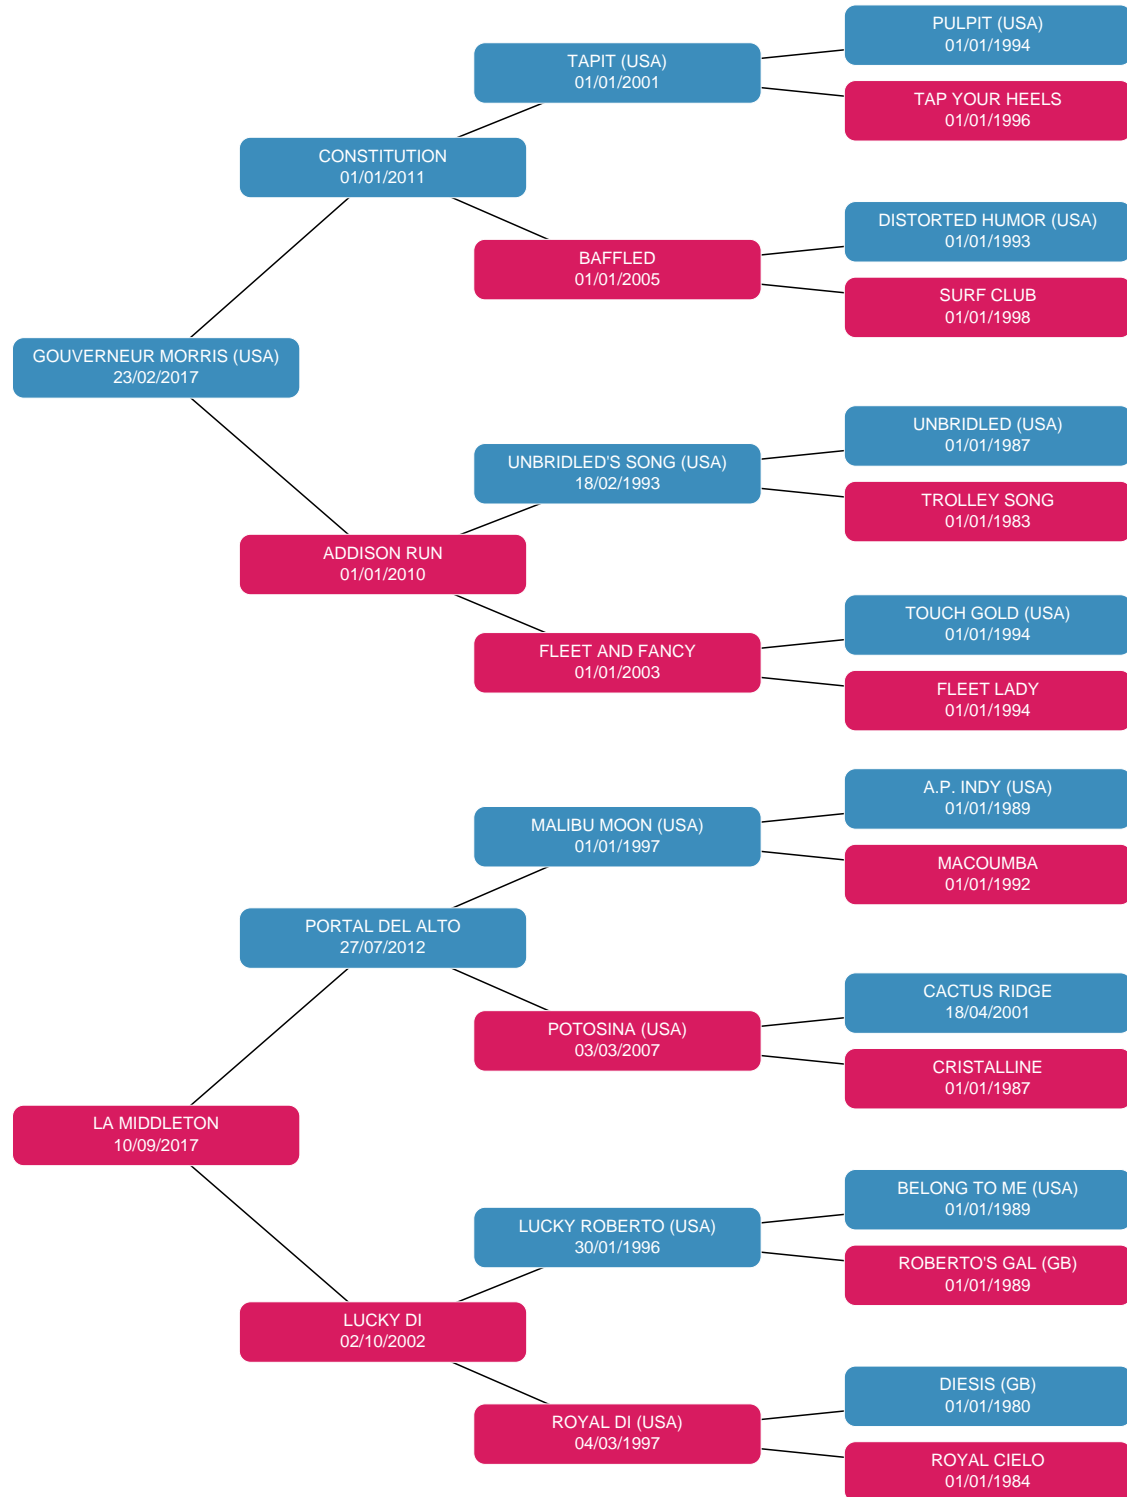 PULPIT (USA)
01/01/1994
TAPIT (USA)
01/01/2001
TAP YOUR HEELS
01/01/1996
CONSTITUTION
01/01/2011
DISTORTED HUMOR (USA)
01/01/1993
BAFFLED
01/01/2005
SURF CLUB
01/01/1998
GOUVERNEUR MORRIS (USA)
23/02/2017
UNBRIDLED (USA)
01/01/1987
UNBRIDLED'S SONG (USA)
18/02/1993
TROLLEY SONG
01/01/1983
ADDISON RUN
01/01/2010
TOUCH GOLD (USA)
01/01/1994
FLEET AND FANCY
01/01/2003
FLEET LADY
01/01/1994
A.P. INDY (USA)
01/01/1989
MALIBU MOON (USA)
01/01/1997
MACOUMBA
01/01/1992
PORTAL DEL ALTO
27/07/2012
CACTUS RIDGE
18/04/2001
POTOSINA (USA)
03/03/2007
CRISTALLINE
01/01/1987
LA MIDDLETON
10/09/2017
BELONG TO ME (USA)
01/01/1989
LUCKY ROBERTO (USA)
30/01/1996
ROBERTO'S GAL (GB)
01/01/1989
LUCKY DI
02/10/2002
DIESIS (GB)
01/01/1980
ROYAL DI (USA)
04/03/1997
ROYAL CIELO
01/01/1984